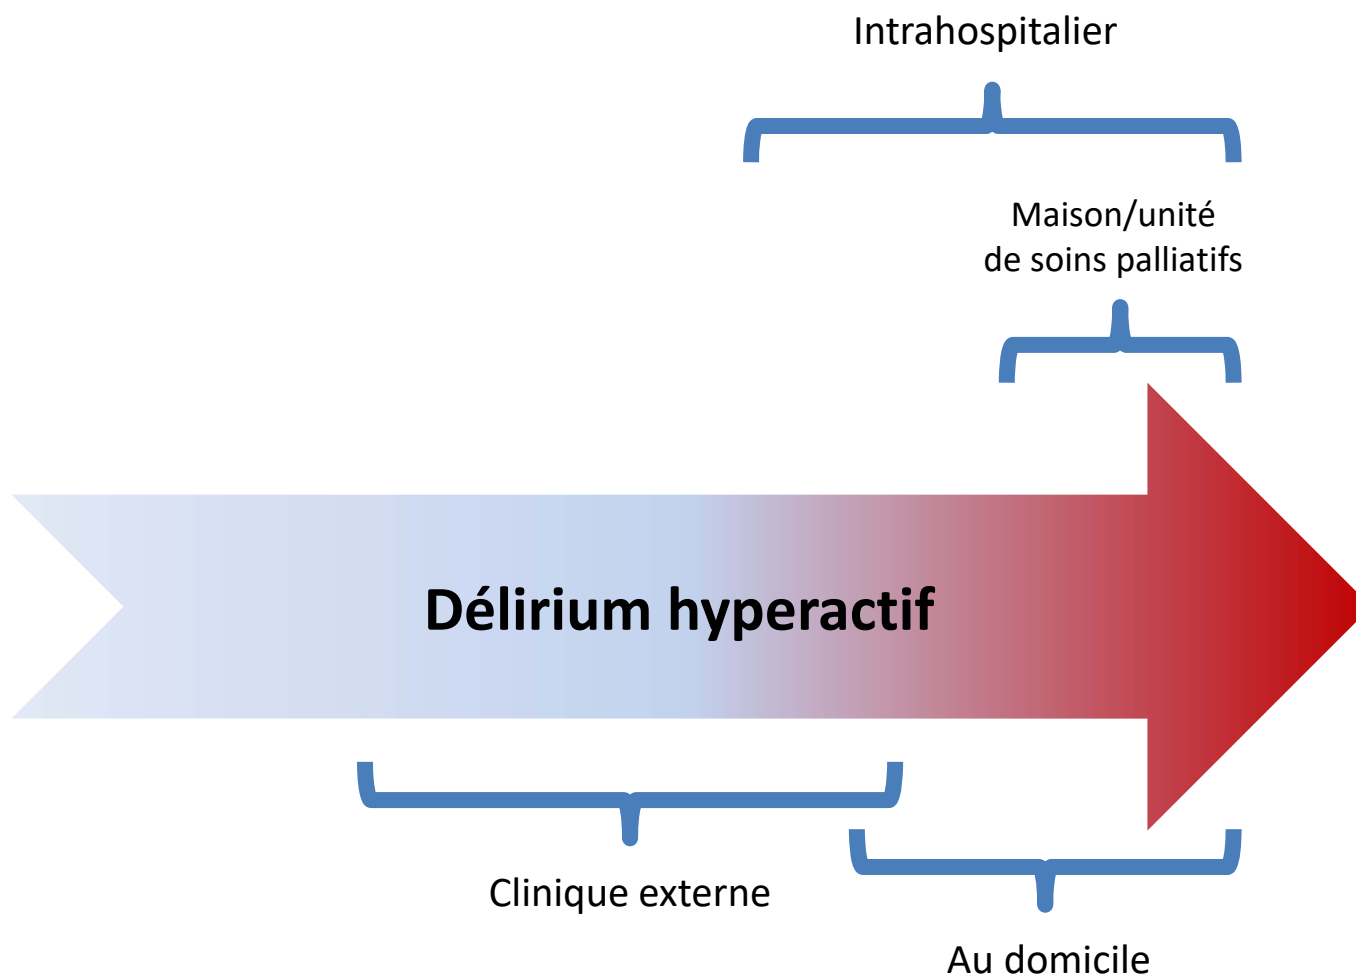 Intrahospitalier
Maison/unité
de soins palliatifs
Délirium hyperactif
Clinique externe
Au domicile